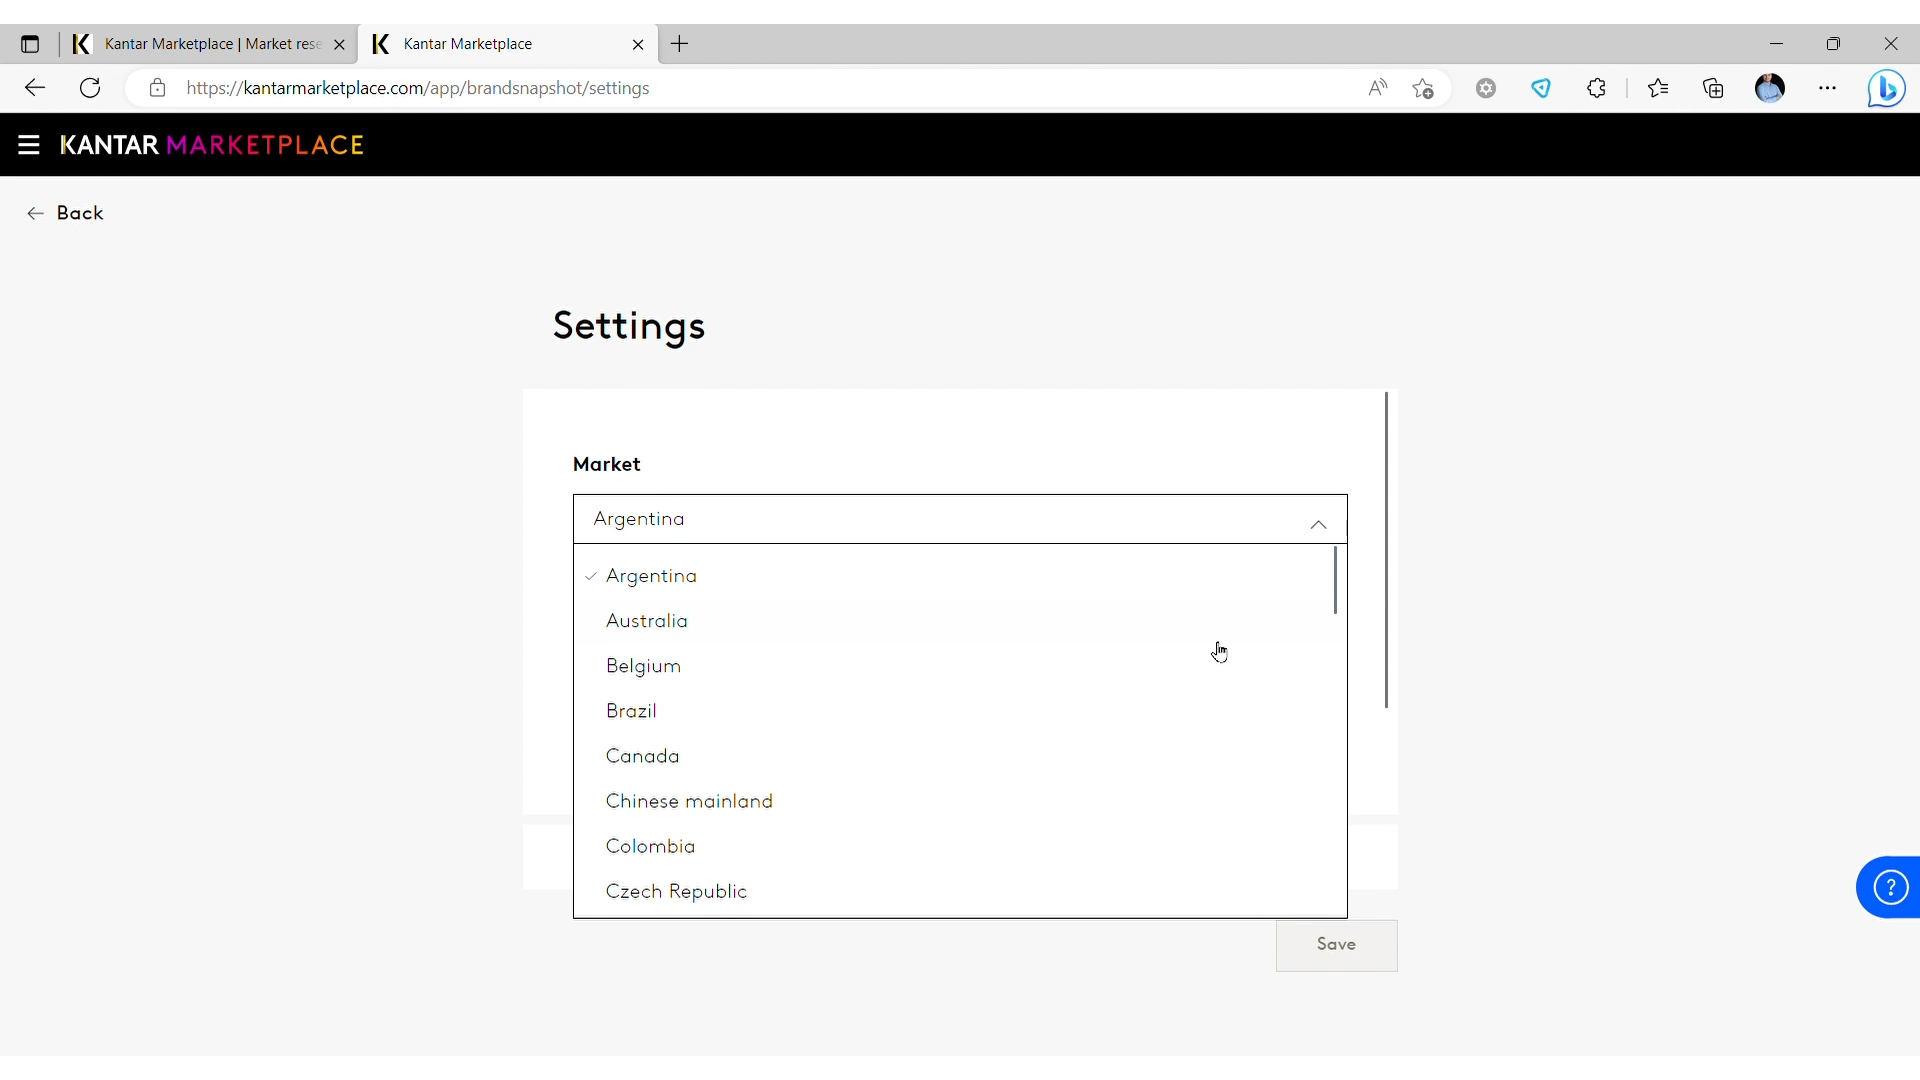 Kantar Marketplace | Market rese
Kantar Marketplace
https://kantarmarketplace.com/app/brandsnapshot/settings
KANTAR MARKETPLACE
Back
Settings
Market
Argentina
Argentina
Australia
Belgium
Brazil
Canada
Chinese mainland
Colombia
Czech Republic
Save